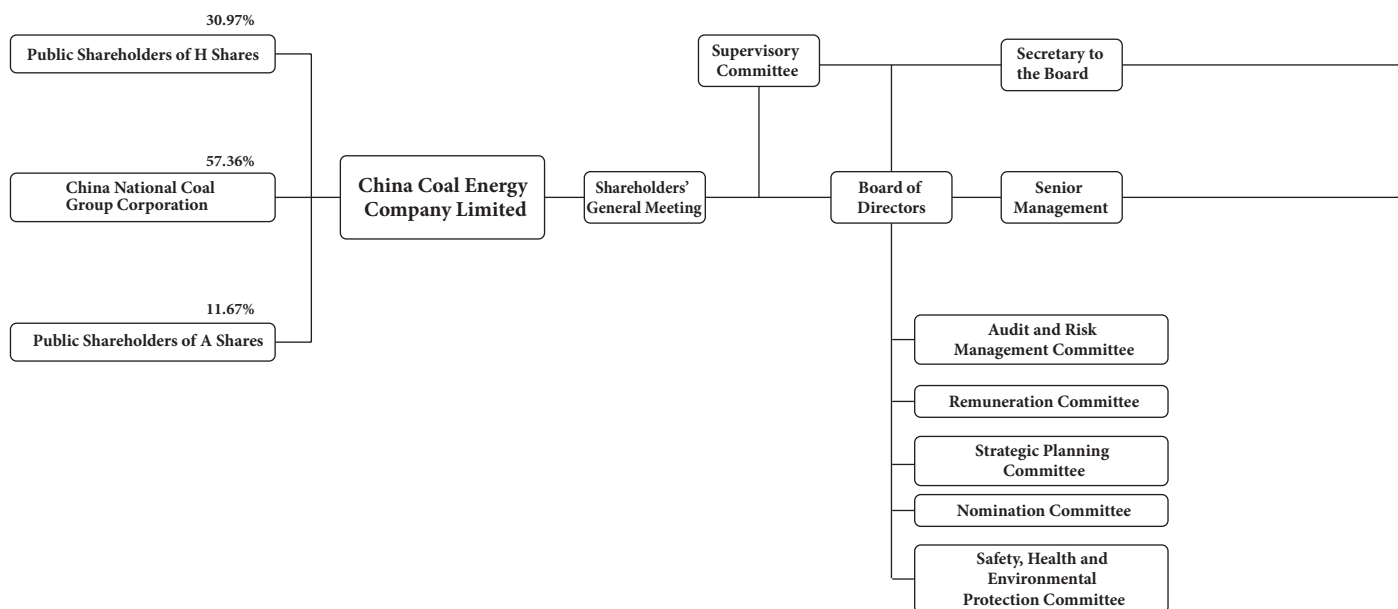 30.97%
Public Shareholders of H Shares
57.36%
China National Coal
Group Corporation
11.67%
Public Shareholders of A Shares
China Coal Energy
Company Limited
Shareholders'
General Meeting
Supervisory
Committee
Board of
Directors
Secretary to
the Board
Senior
Management
Audit and Risk
Management Committee
Remuneration Committee
Strategic Planning
Committee
Nomination Committee
Safety, Health and
Environmental
Protection Committee